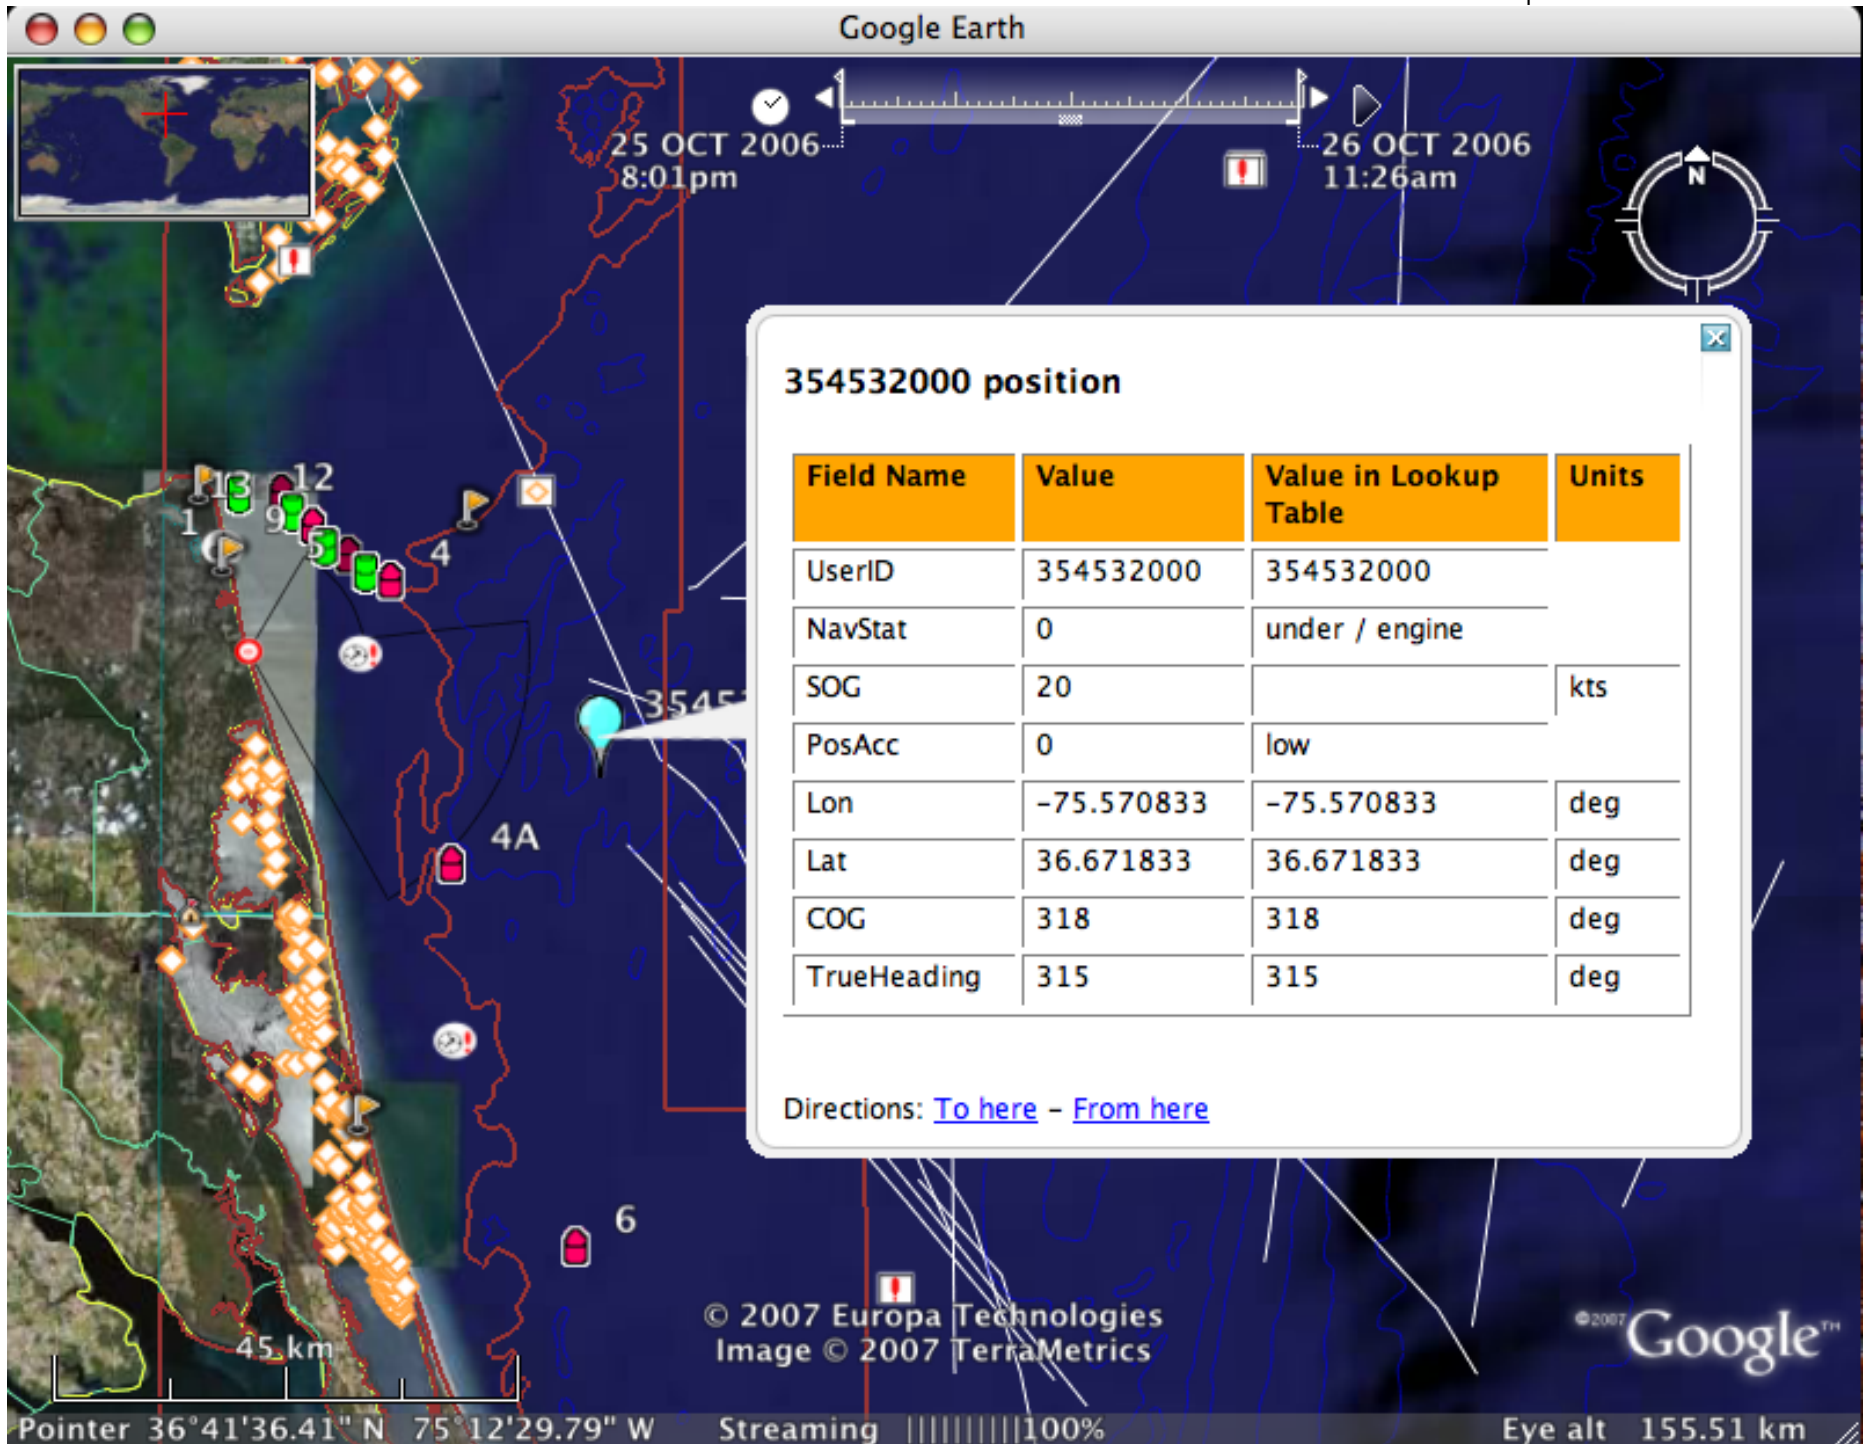 Google Earth
25 OCT 2006
8:01pm
26 OCT 2006
11:26am
N
354532000 position
Field Name Value Value in Lookup Table Units
UserID 354532000 354532000
NavStat 0 under / engine
SOG 20 kts
PosAcc 0 low
Lon -75.570833 -75.570833 deg
Lat 36.671833 36.671833 deg
COG 318 318 deg
TrueHeading 315 315 deg
Directions: To here - From here
13
12
1
9
5
4
3545
4A
6
© 2007 Europa Technologies
Image © 2007 TerraMetrics
©2007 Google™
45 km
Pointer 36°41'36.41" N 75°12'29.79" W Streaming ||||||||||100% Eye alt 155.51 km